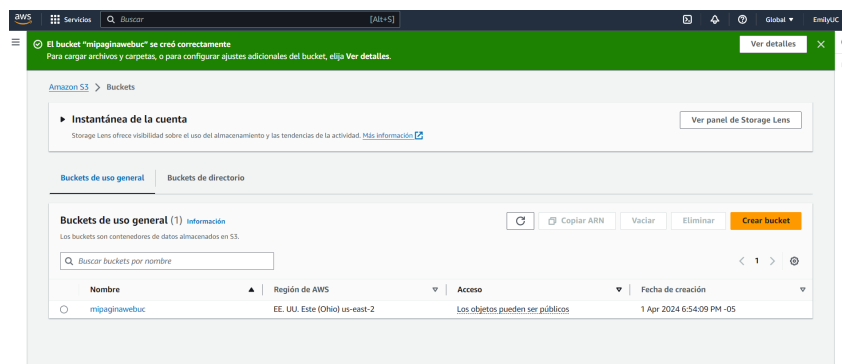 aws Servicios Buscar [Alt+S] Global EmilyUC
El bucket "mipaginawebuc" se creó correctamente
Para cargar archivos y carpetas, o para configurar ajustes adicionales del bucket, elija Ver detalles.
Ver detalles
Amazon S3 > Buckets
Instantánea de la cuenta
Storage Lens ofrece visibilidad sobre el uso del almacenamiento y las tendencias de la actividad. Más información
Ver panel de Storage Lens
Buckets de uso general Buckets de directorio
Buckets de uso general (1) Información
Los buckets son contenedores de datos almacenados en S3.
Copiar ARN Vaciar Eliminar Crear bucket
Buscar buckets por nombre
< 1 >
Nombre Región de AWS Acceso Fecha de creación
mipaginawebuc EE. UU. Este (Ohio) us-east-2 Los objetos pueden ser públicos 1 Apr 2024 6:54:09 PM -05